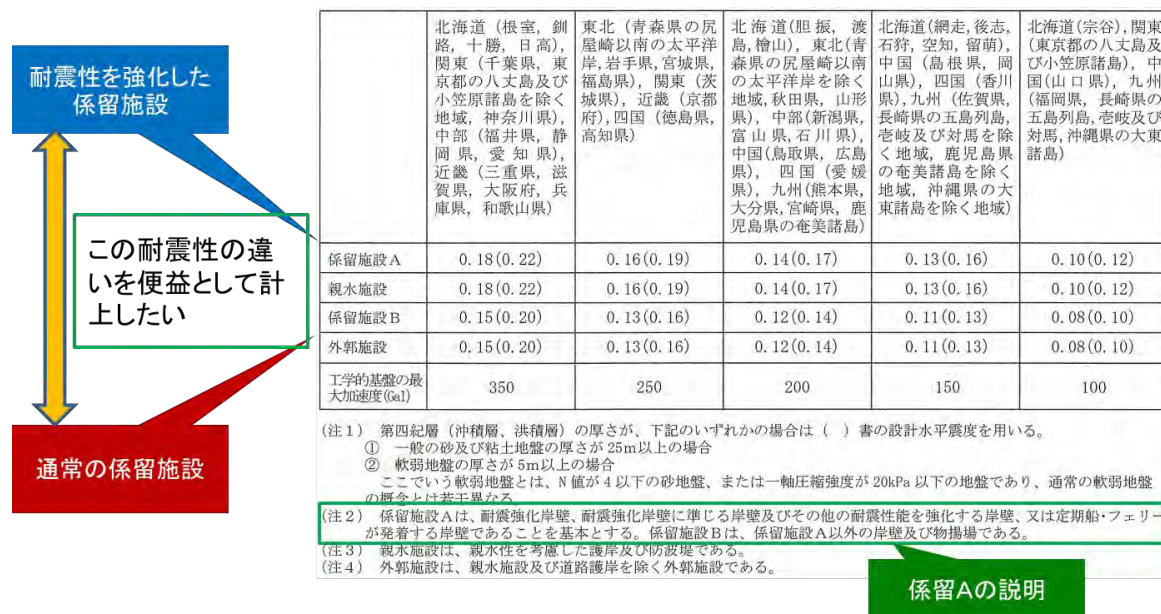 耐震性を強化した
係留施設
この耐震性の違
いを便益として計
上したい
通常の係留施設
北海道（根室, 釧
路, 十勝, 日高),
関東（千葉県, 東
京都の八丈島及び
小笠原諸島を除く
地域, 神奈川県),
中部（福井県, 静
岡県, 愛知県),
近畿（三重県, 滋
賀県, 大阪府, 兵
庫県, 和歌山県）
東北（青森県の尻
屋崎以南の太平洋
岸,岩手県,宮城県,
福島県), 関東（茨
城県), 近畿（京都
府),四国（徳島県,
高知県）
北海道(胆振, 渡
島,檜山), 東北(青
森県の尻屋崎以南
の太平洋岸を除く
地域,秋田県, 山形
県), 中部(新潟県,
富山県,石川県),
中国(鳥取県, 広島
県), 四国(愛媛
県), 九州(熊本県,
大分県,宮崎県, 鹿
児島県の奄美諸島)
北海道(網走,後志,
石狩, 空知, 留萌),
中国（島根県, 岡
山県), 四国（香川
県),九州（佐賀県,
長崎県の五島列島,
壱岐及び対馬を除
く地域, 鹿児島県
の奄美諸島を除く
地域, 沖縄県の大
東諸島を除く地域)
北海道(宗谷),関東
(東京都の八丈島及
び小笠原諸島), 中
国(山口県), 九州
(福岡県, 長崎県の
五島列島,壱岐及び
対馬,沖縄県の大東
諸島)
係留施設A 0.18(0.22) 0.16(0.19) 0.14(0.17) 0.13(0.16) 0.10(0.12)
親水施設 0.18(0.22) 0.16(0.19) 0.14(0.17) 0.13(0.16) 0.10(0.12)
係留施設B 0.15(0.20) 0.13(0.16) 0.12(0.14) 0.11(0.13) 0.08(0.10)
外郭施設 0.15(0.20) 0.13(0.16) 0.12(0.14) 0.11(0.13) 0.08(0.10)
工学的基盤の最
大加速度(Gal) 350 250 200 150 100
(注１) 第四紀層（沖積層、洪積層）の厚さが、下記のいずれかの場合は（ ）書の設計水平震度を用いる。
① 一般の砂及び粘土地盤の厚さが25m以上の場合
② 軟弱地盤の厚さが5m以上の場合
ここでいう軟弱地盤とは、N値が4以下の砂地盤、または一軸圧縮強度が20kPa以下の地盤であり、通常の軟弱地盤
の概念とは若干異なる
(注２) 係留施設Aは、耐震強化岸壁、耐震強化岸壁に準じる岸壁及びその他の耐震性能を強化する岸壁、又は定期船・フェリー
が発着する岸壁であることを基本とする。係留施設Bは、係留施設A以外の岸壁及び物揚場である。
(注３) 親水施設は、親水性を考慮した護岸及び防波堤である。
(注４) 外郭施設は、親水施設及び道路護岸を除く外郭施設である。
係留Aの説明